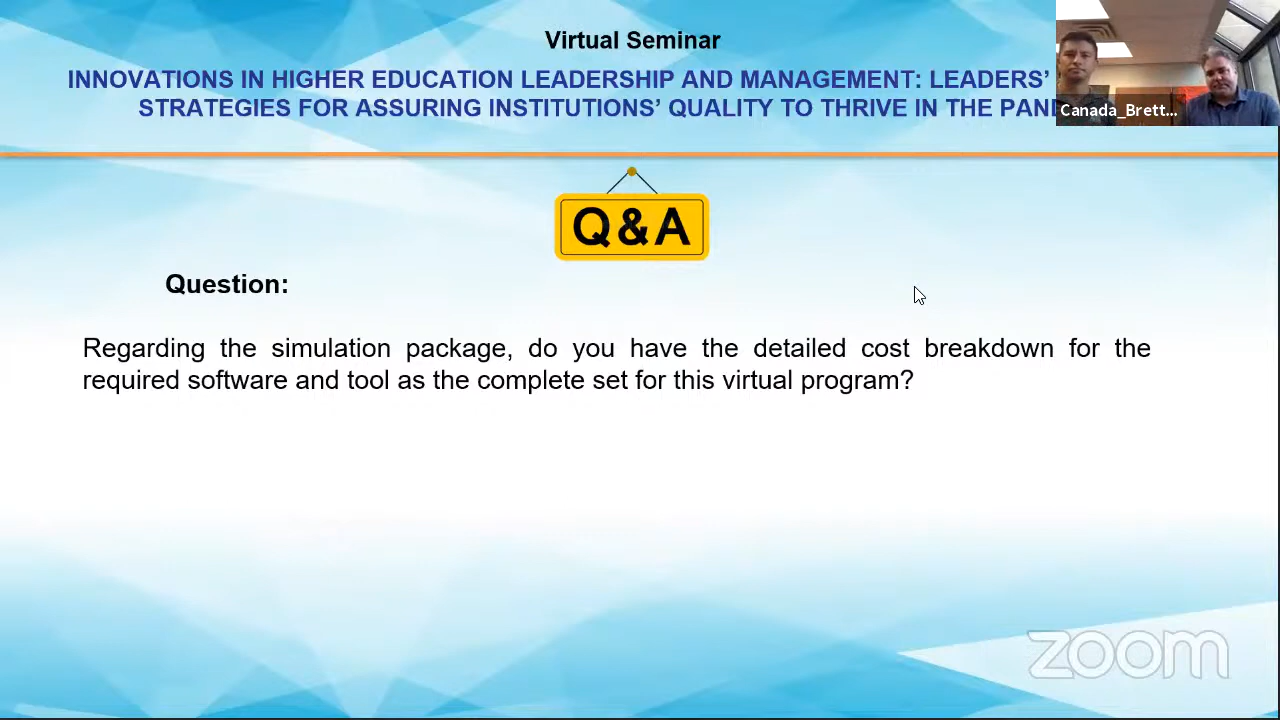 Virtual Seminar
INNOVATIONS IN HIGHER EDUCATION LEADERSHIP AND MANAGEMENT: LEADERS'
STRATEGIES FOR ASSURING INSTITUTIONS' QUALITY TO THRIVE IN THE
Canada_Brett...
Q&A
Question:
Regarding the simulation package, do you have the detailed cost breakdown for the
required software and tool as the complete set for this virtual program?
zoom